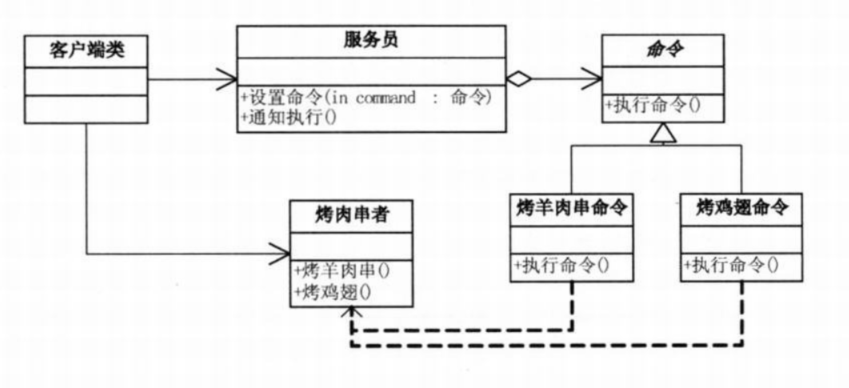 客户端类
服务员
+设置命令(in command : 命令)
+通知执行()
命令
+执行命令()
烤肉串者
+烤羊肉串()
+烤鸡翅()
烤羊肉串命令
+执行命令()
烤鸡翅命令
+执行命令()